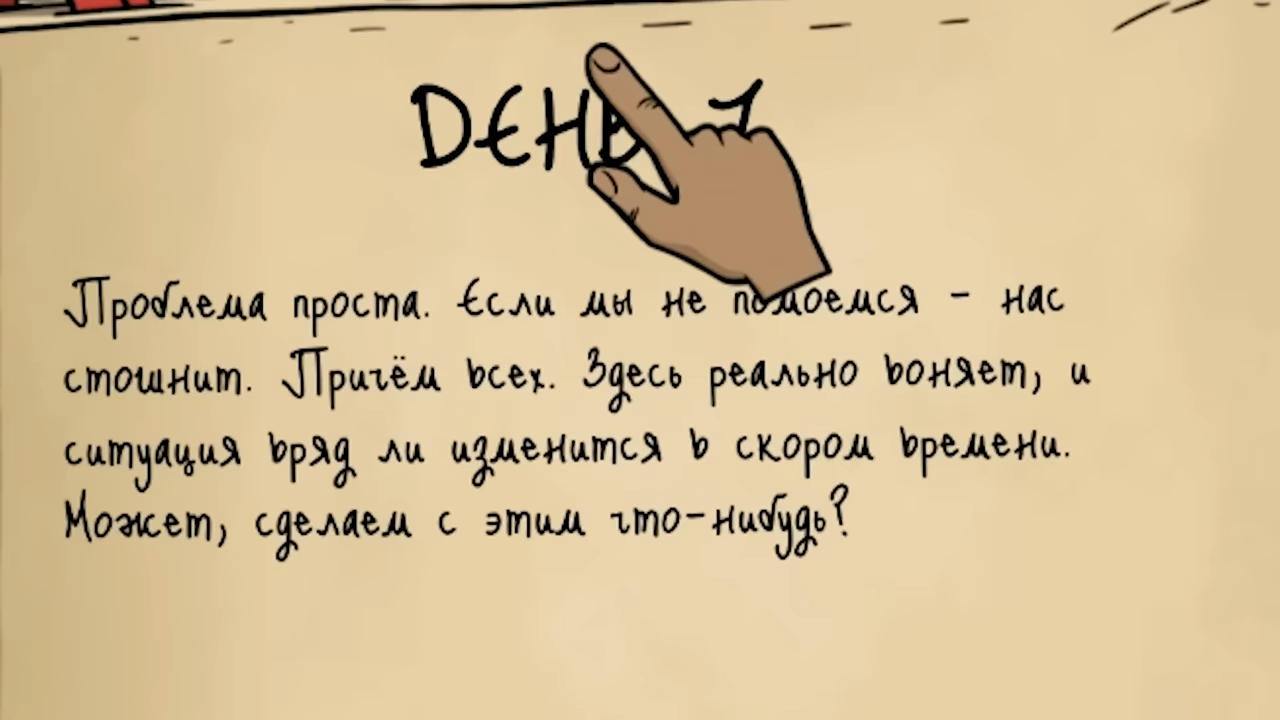 ДЕНЬ
Проблема проста. Если мы не помоемся - нас
стошнит. Причём всех. Здесь реально воняет, и
ситуация вряд ли изменится в скором времени.
Может, сделаем с этим что-нибудь?